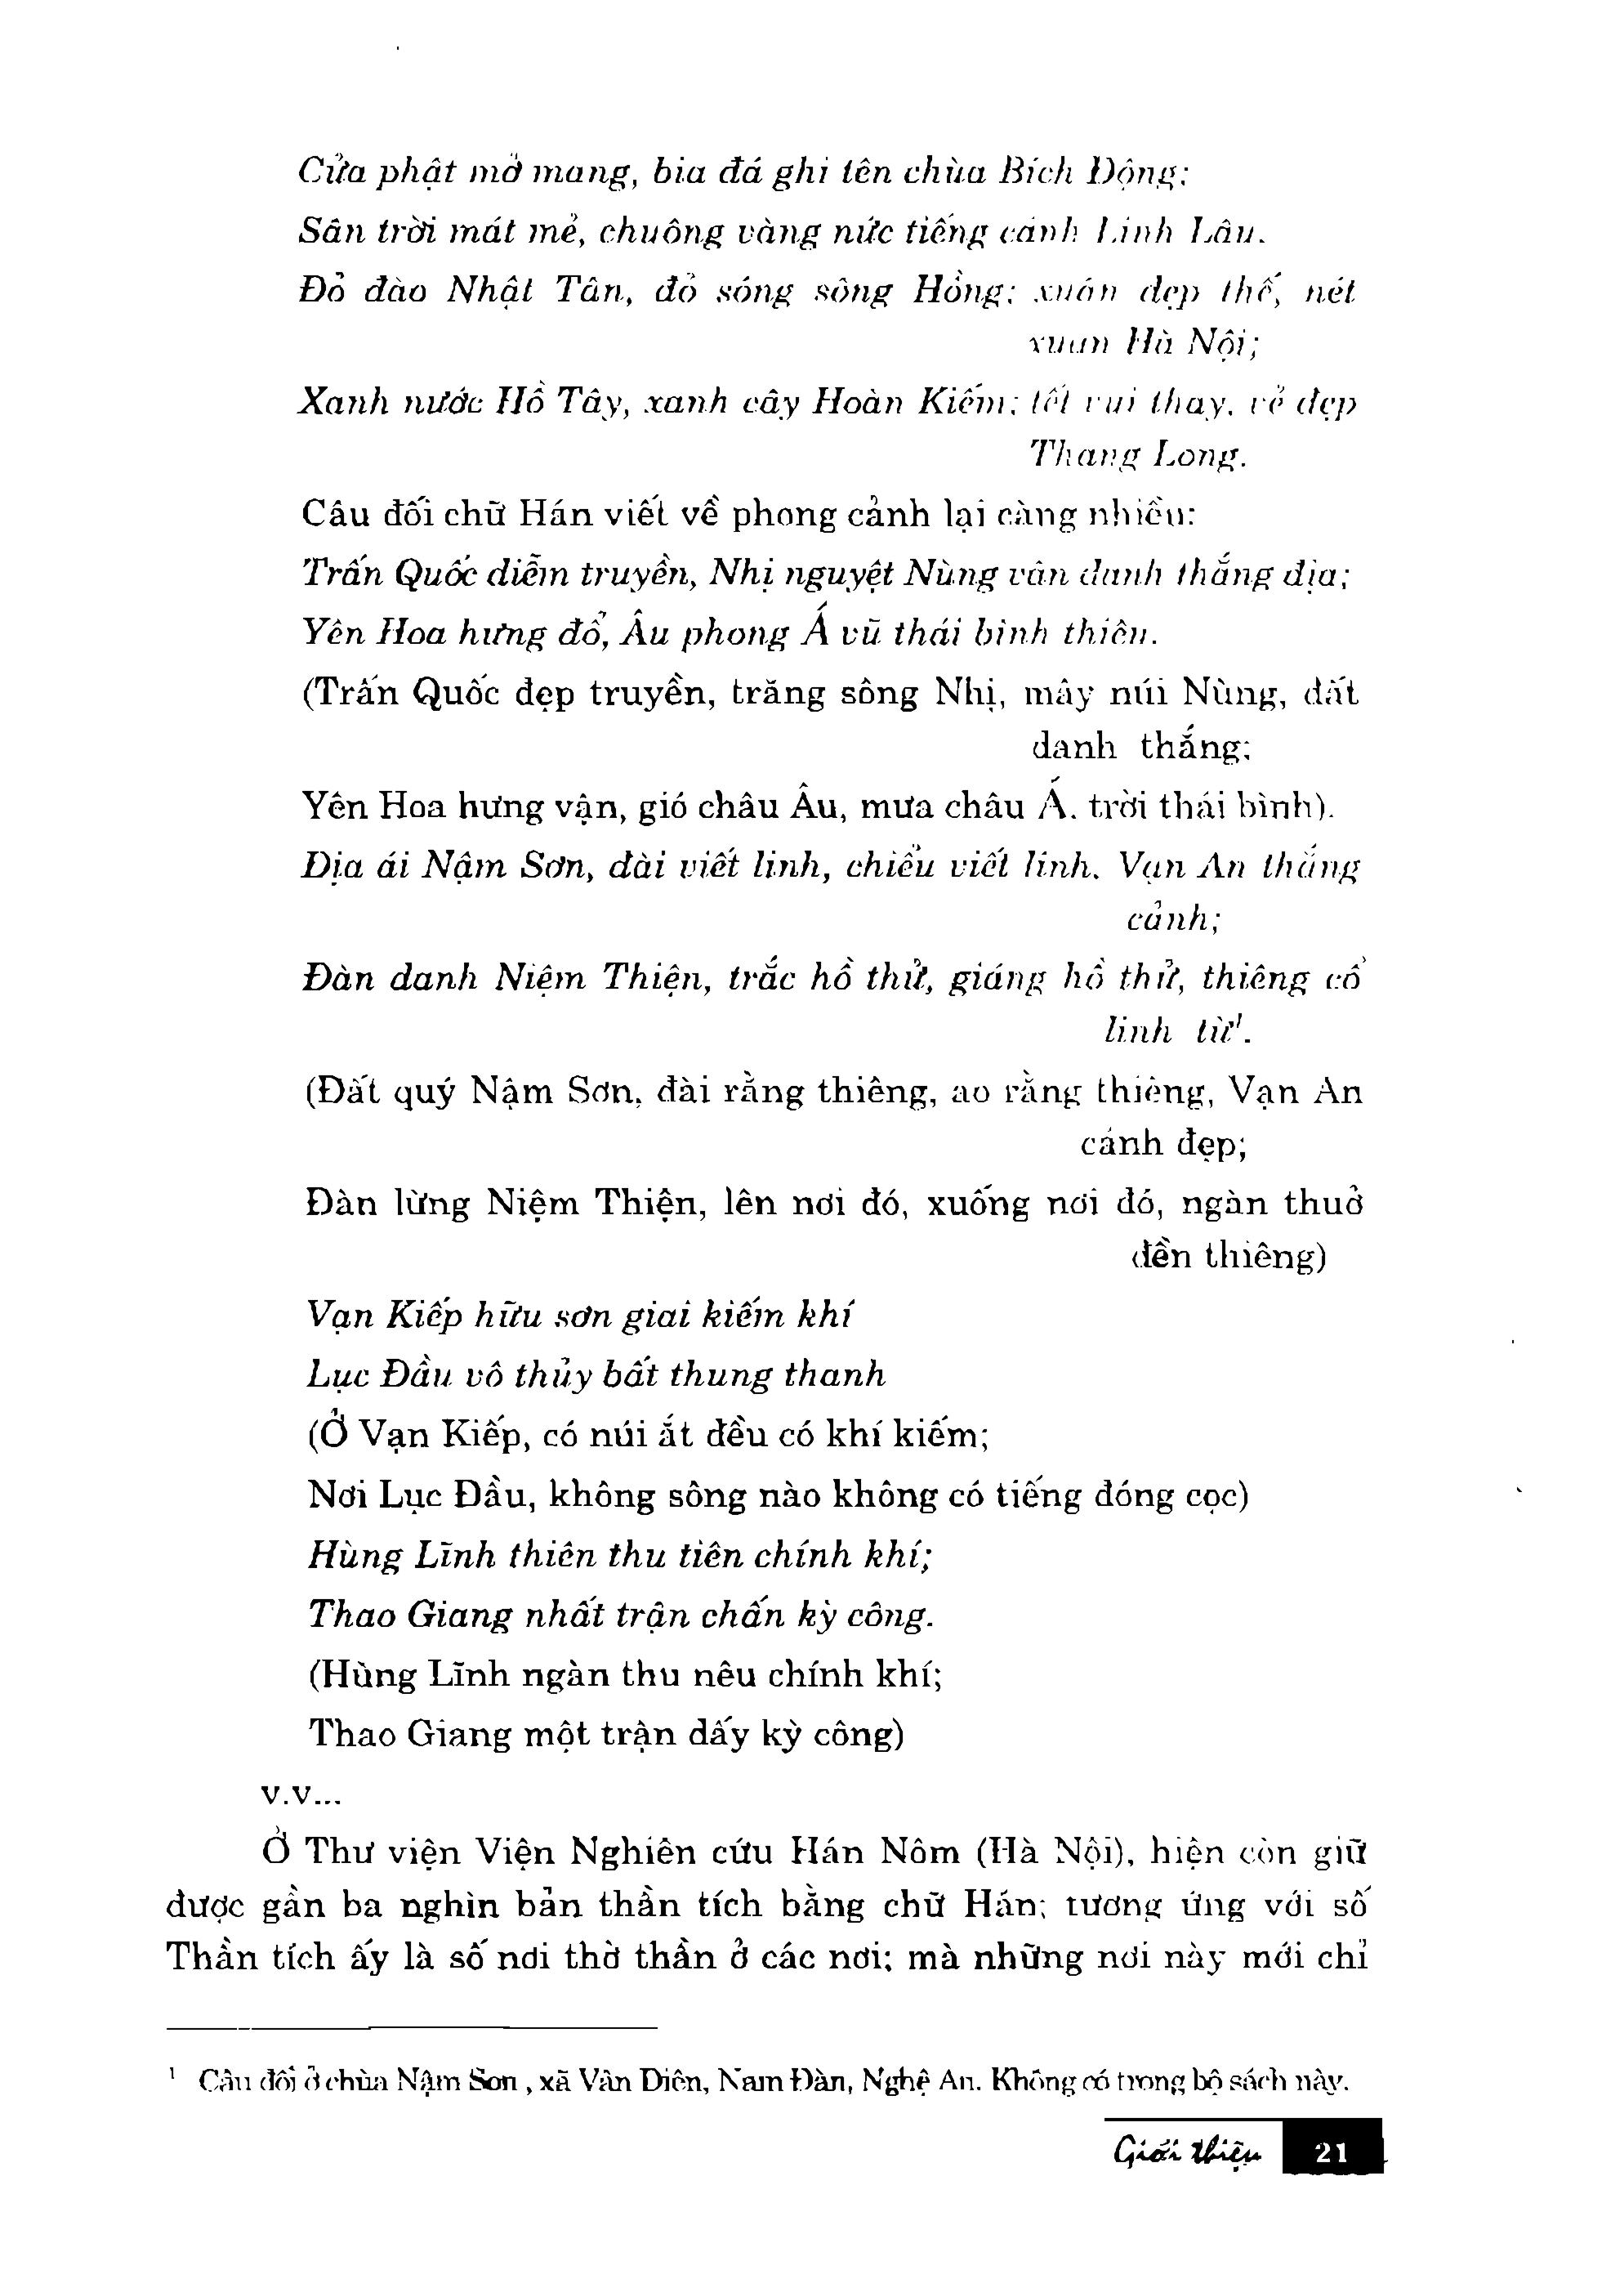 Cửa phật mở mang, bia đá ghi tên chùa Bích Động;
Sân trời mát mẻ, chuông vàng nức tiếng cảnh Linh Lâu.
Đỏ đào Nhật Tân, đỏ sóng sông Hồng; xuân đẹp thế, nét
xuân Hà Nội;
Xanh nước Hồ Tây, xanh cây Hoàn Kiếm; tết vui thay, vẻ đẹp
Thang Long.
Câu đối chữ Hán viết về phong cảnh lại càng nhiều:
Trấn Quốc diễm truyền, Nhị nguyệt Nùng vân danh thắng địa;
Yên Hoa hưng đổ, Âu phong Á vũ thái bình thiên.
(Trấn Quốc đẹp truyền, trăng sông Nhị, mây núi Nùng, đất
danh thắng;
Yên Hoa hưng vận, gió châu Âu, mưa châu Á. trời thái bình).
Địa ái Nậm Sơn, đài viết linh, chiểu viết linh. Vạn An thắng
cảnh;
Đàn danh Niệm Thiện, trắc hồ thử, giáng hồ thử, thiêng cổ
linh từ¹.
(Đất quý Nậm Sơn, đài rằng thiêng, ao rằng thiêng, Vạn An
cảnh đẹp;
Đàn lừng Niệm Thiện, lên nơi đó, xuống nơi đó, ngàn thuở
đền thiêng)
Vạn Kiếp hữu sơn giai kiếm khí
Lục Đầu vô thủy bất thung thanh
(Ở Vạn Kiếp, có núi ắt đều có khí kiếm;
Nơi Lục Đầu, không sông nào không có tiếng đóng cọc)
Hùng Lĩnh thiên thu tiên chính khí;
Thao Giang nhất trận chấn kỳ công.
(Hùng Lĩnh ngàn thu nêu chính khí;
Thao Giang một trận dấy kỳ công)
v.v...
Ở Thư viện Viện Nghiên cứu Hán Nôm (Hà Nội), hiện còn giữ
được gần ba nghìn bản thần tích bằng chữ Hán; tương ứng với số
Thần tích ấy là số nơi thờ thần ở các nơi; mà những nơi này mới chỉ
¹ Câu đối ở chùa Nậm Sơn , xã Vân Diên, Nam Đàn, Nghệ An. Không có trong bộ sách này.
Giới thiệu 21